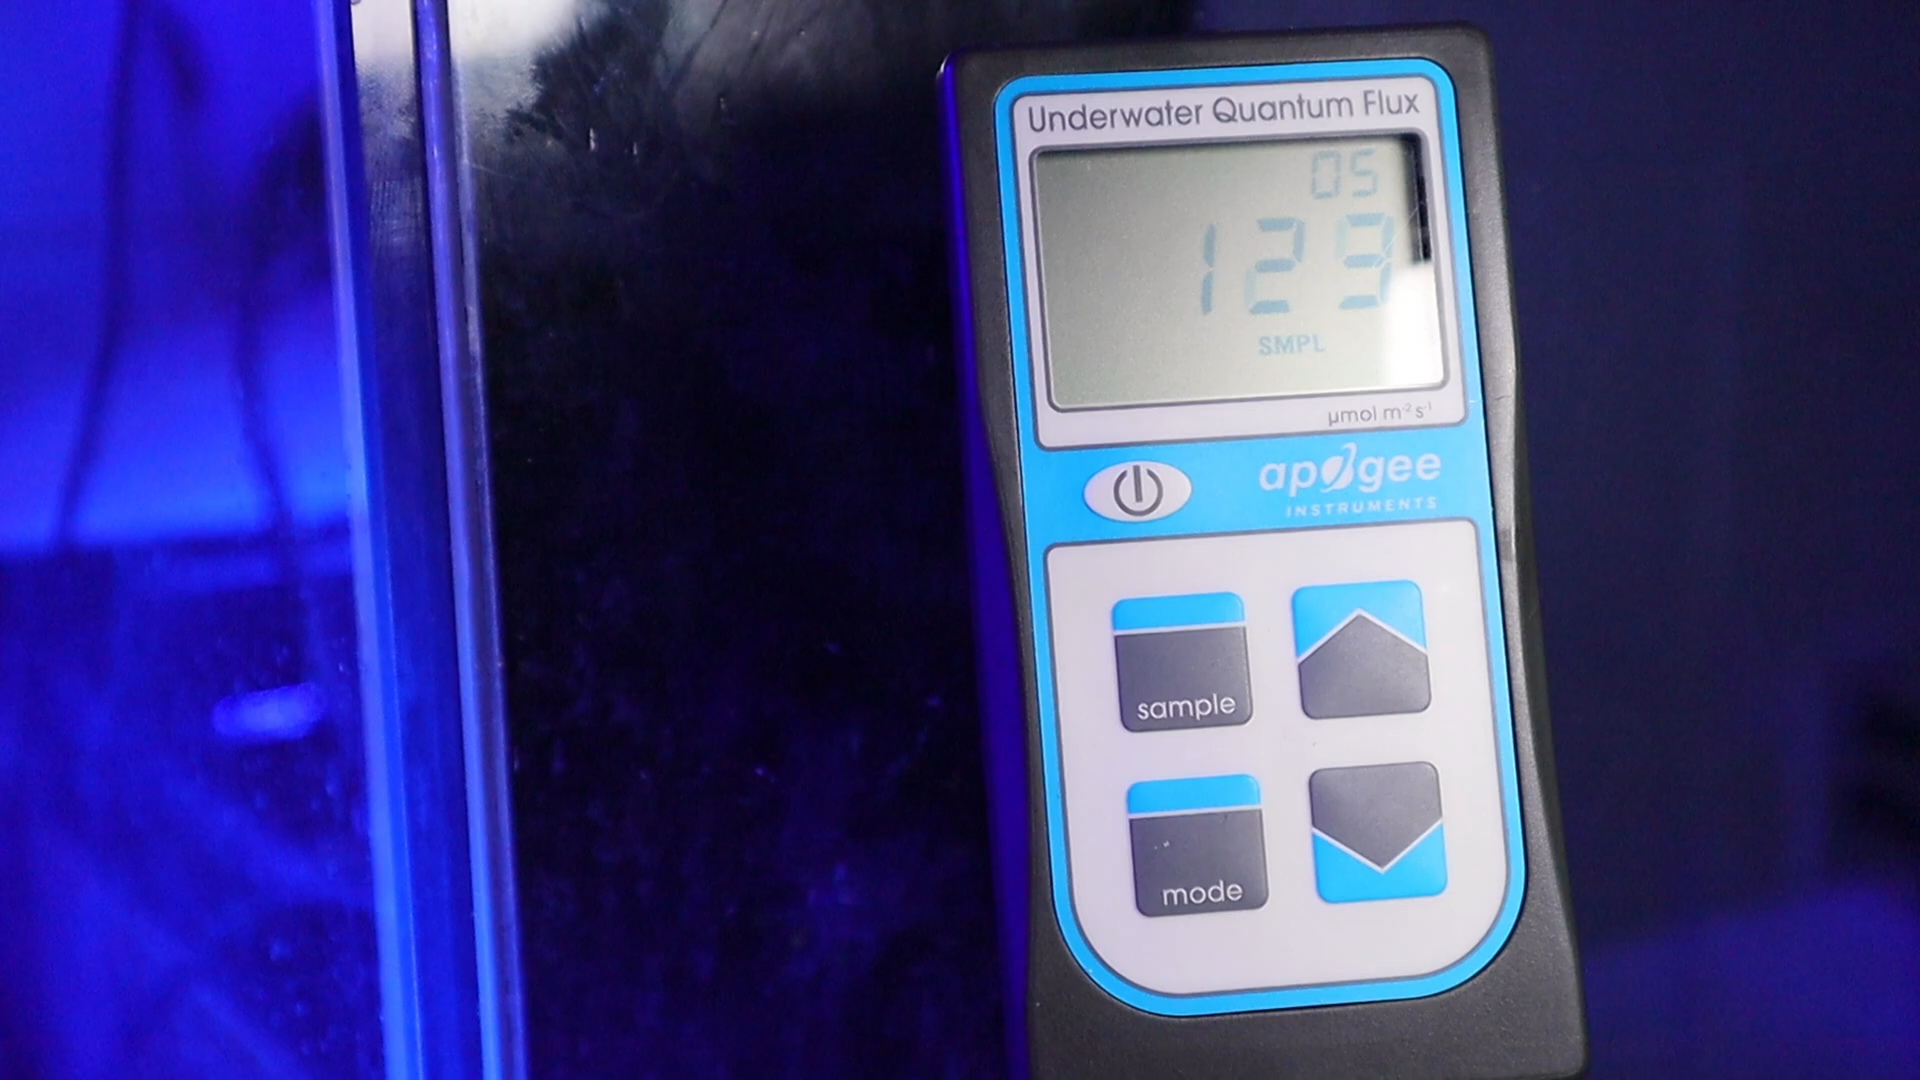 Underwater Quantum Flux
05
129
SMPL
µmol m⁻² s⁻¹
apogee
INSTRUMENTS
sample
mode